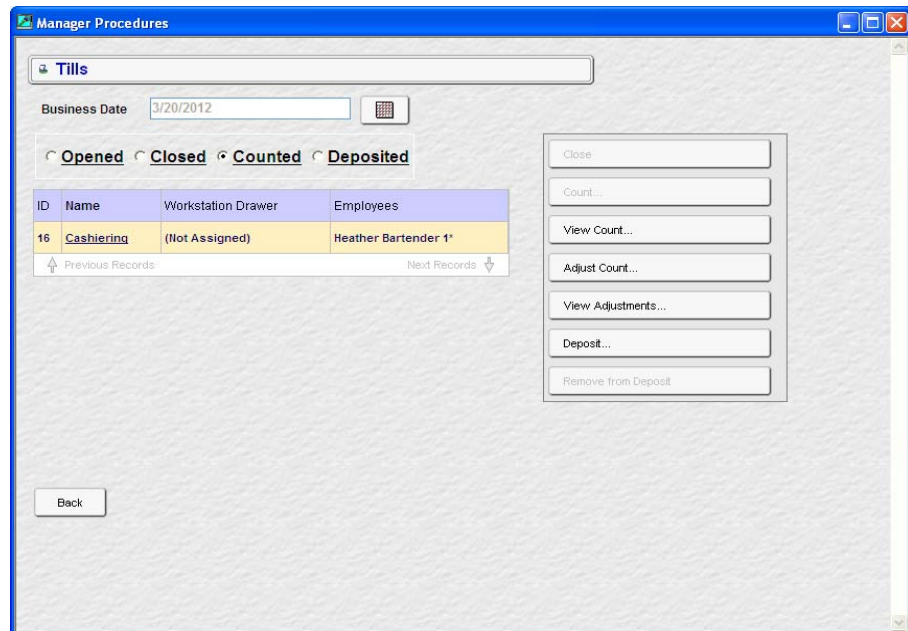 Manager Procedures
Tills
Business Date 3/20/2012
Opened Closed Counted Deposited
ID Name Workstation Drawer Employees
16 Cashiering (Not Assigned) Heather Bartender 1*
Previous Records Next Records
Close
Count...
View Count...
Adjust Count...
View Adjustments...
Deposit...
Remove from Deposit
Back